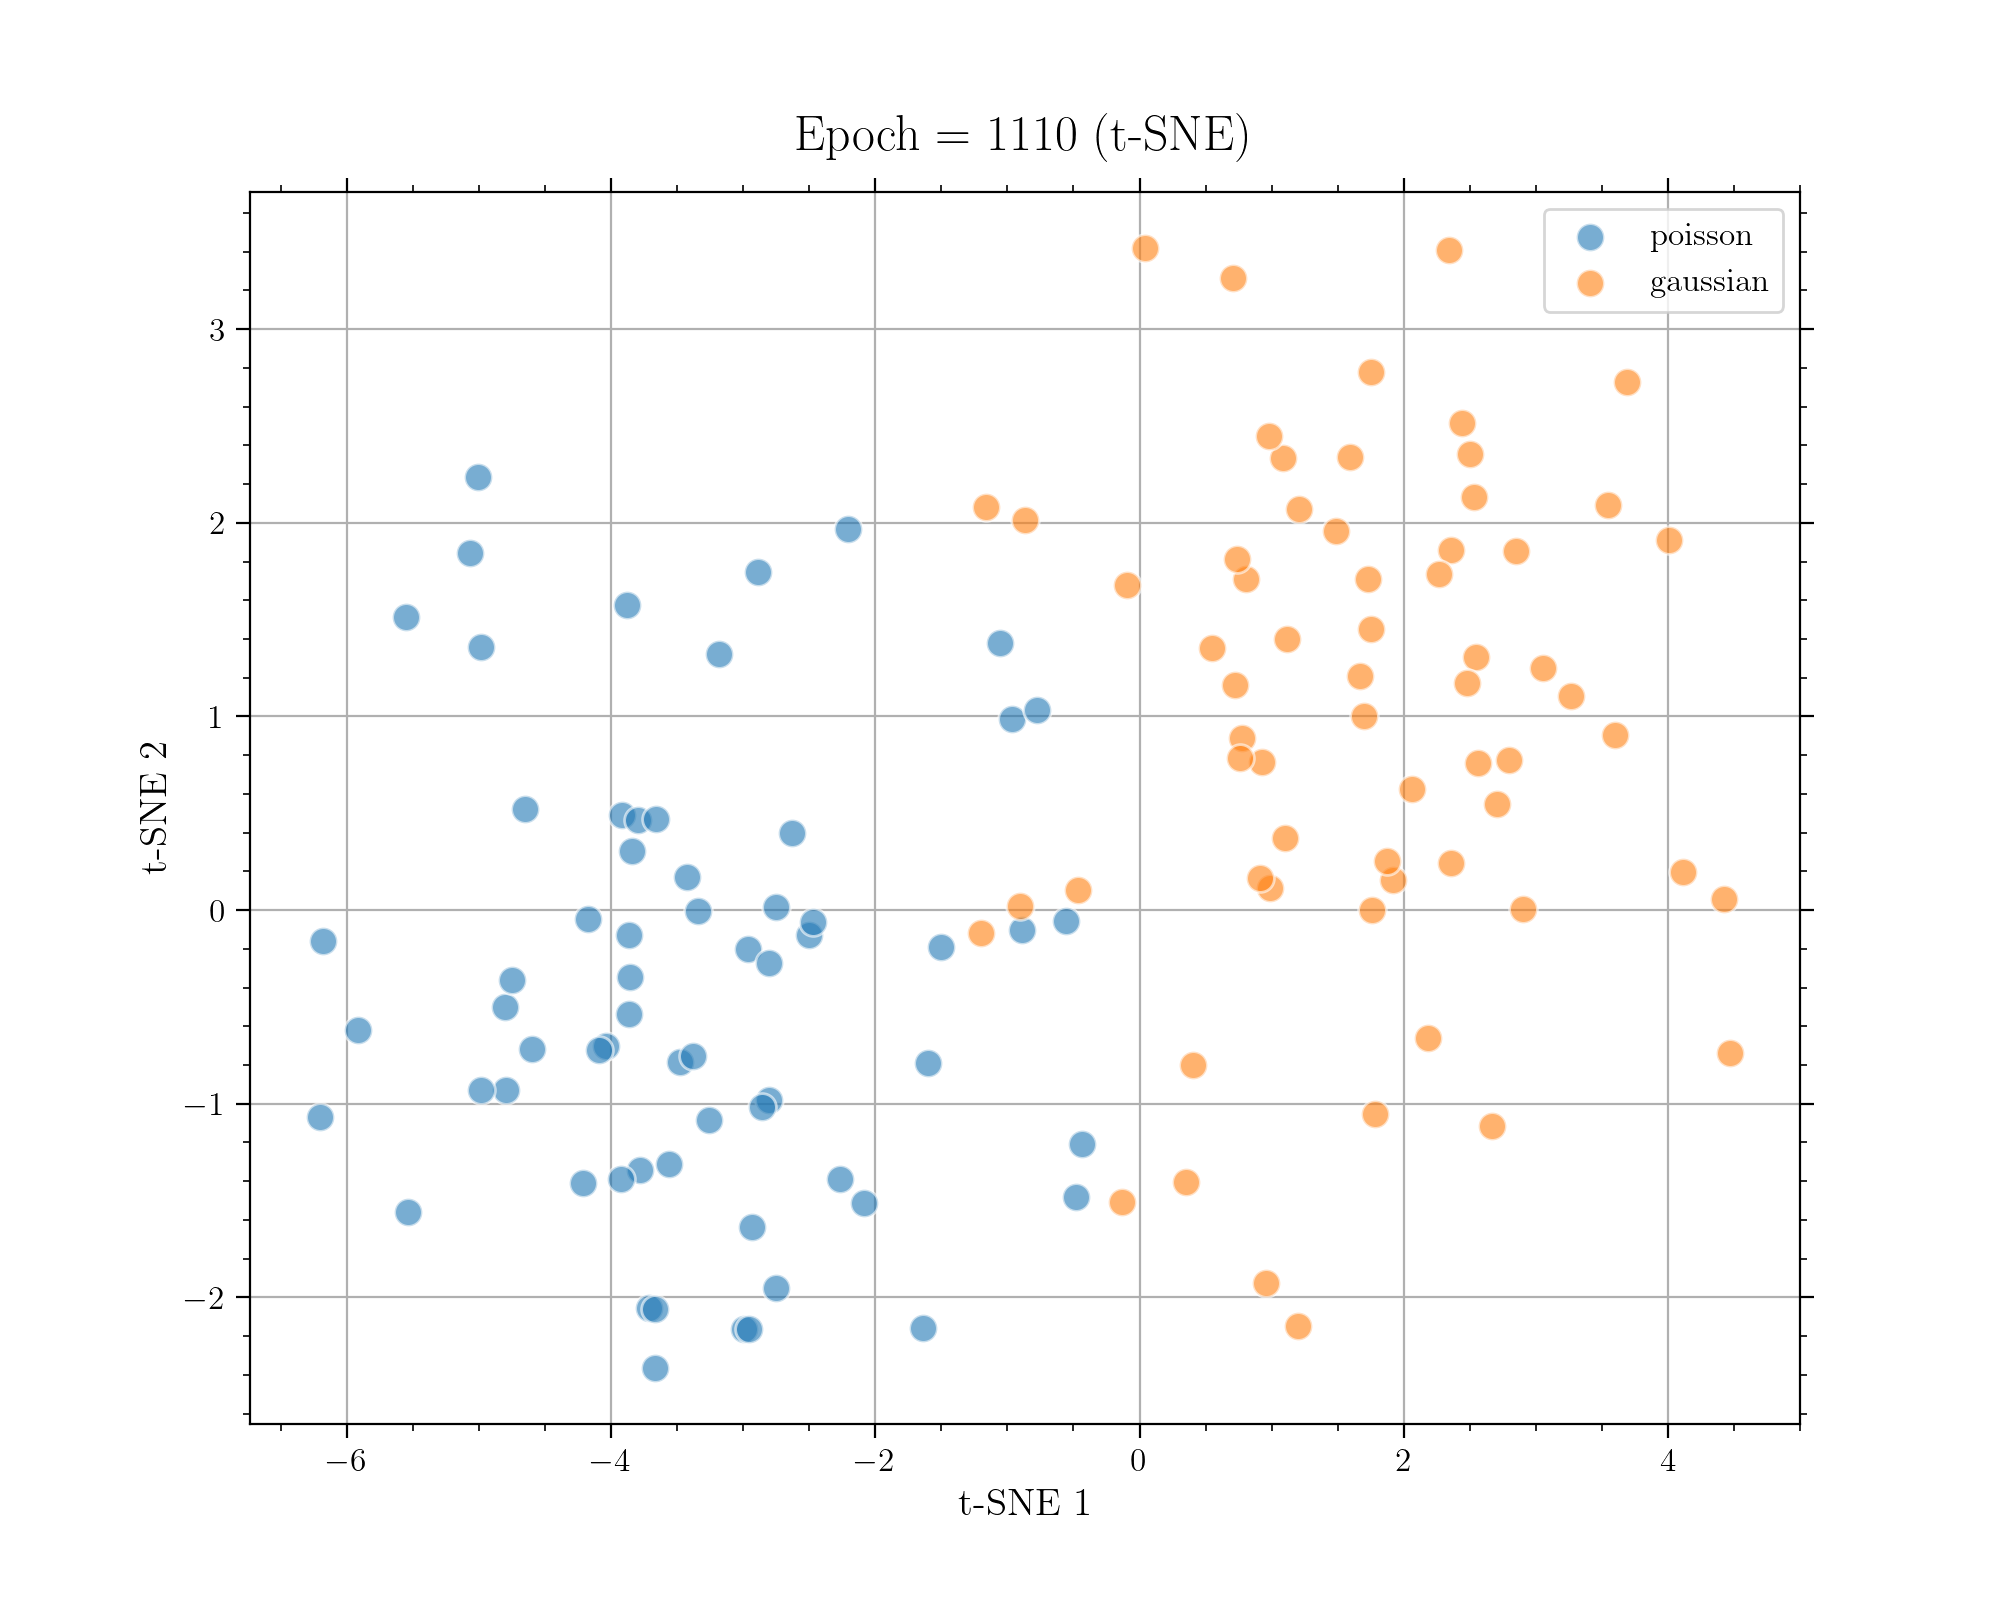 Epoch = 1110 (t-SNE)
poisson
gaussian
3
2
1
0
−1
−2
t-SNE 2
−6
−4
−2
0
2
4
t-SNE 1